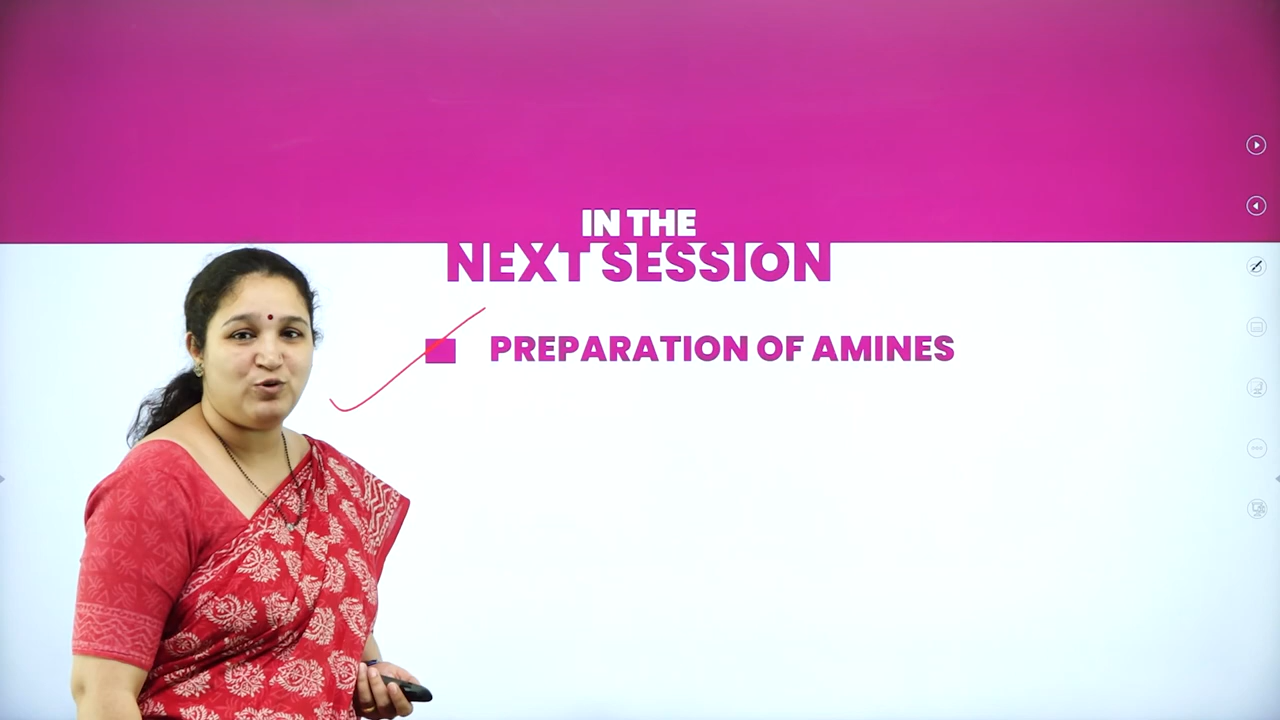 IN THE
NEXT SESSION
PREPARATION OF AMINES